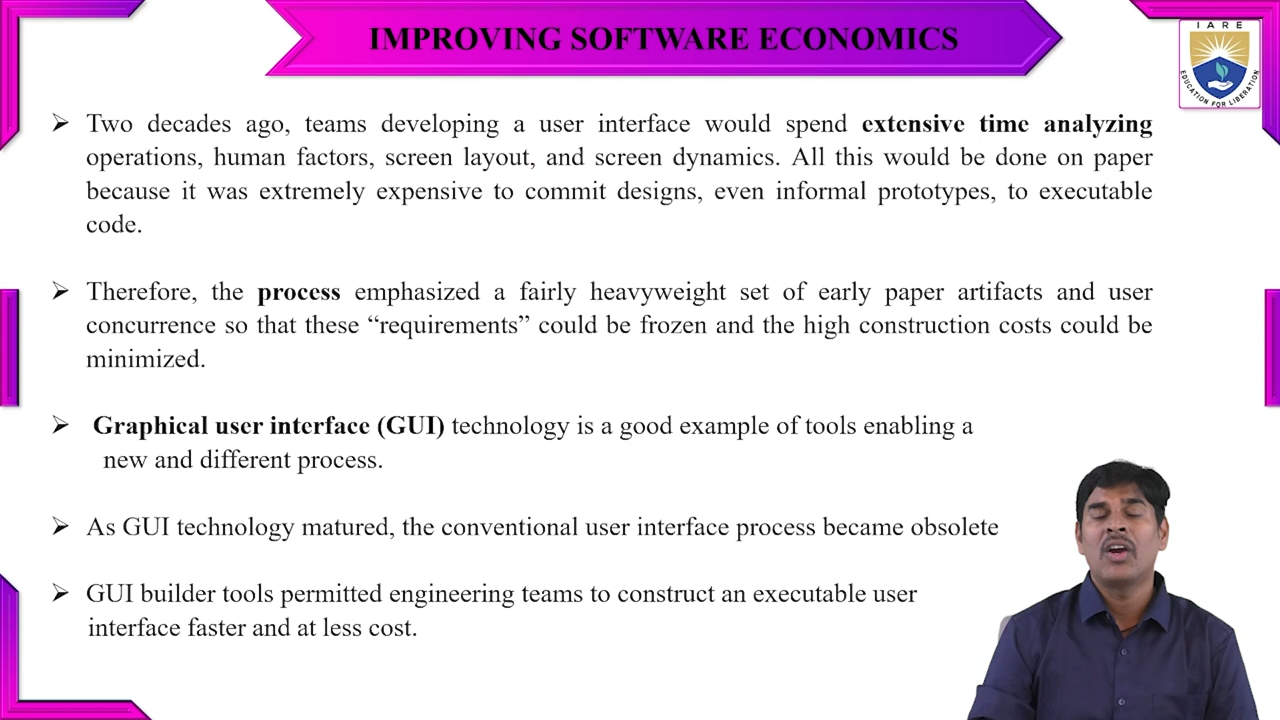 IMPROVING SOFTWARE ECONOMICS
I A R E
EDUCATION FOR LIBERATION
Two decades ago, teams developing a user interface would spend extensive time analyzing
operations, human factors, screen layout, and screen dynamics. All this would be done on paper
because it was extremely expensive to commit designs, even informal prototypes, to executable
code.
Therefore, the process emphasized a fairly heavyweight set of early paper artifacts and user
concurrence so that these “requirements” could be frozen and the high construction costs could be
minimized.
Graphical user interface (GUI) technology is a good example of tools enabling a
new and different process.
As GUI technology matured, the conventional user interface process became obsolete
GUI builder tools permitted engineering teams to construct an executable user
interface faster and at less cost.